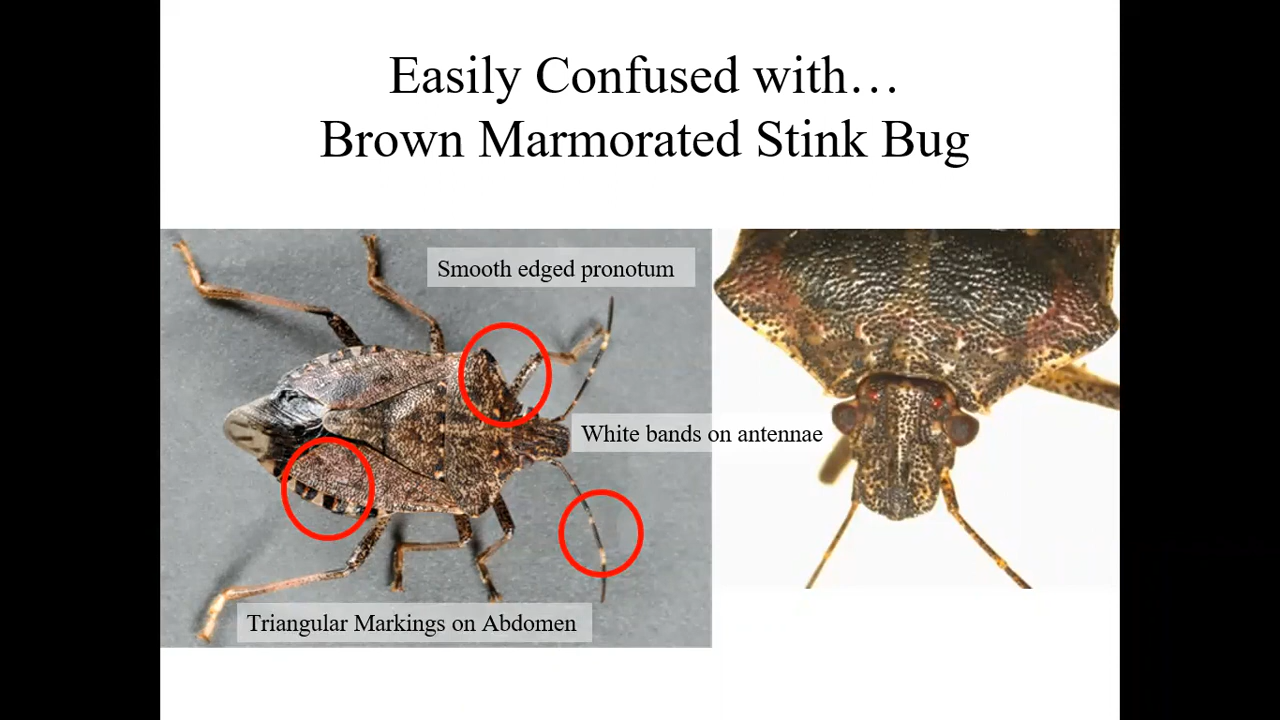 Easily Confused with…
Brown Marmorated Stink Bug
Smooth edged pronotum
White bands on antennae
Triangular Markings on Abdomen